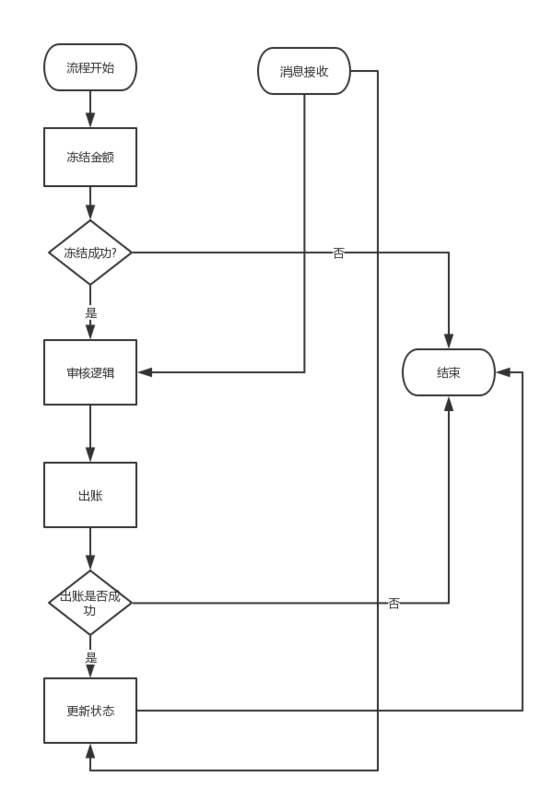 流程开始
消息接收
冻结金额
冻结成功?
否
是
审核逻辑
结束
出账
出账是否成
功
否
是
更新状态